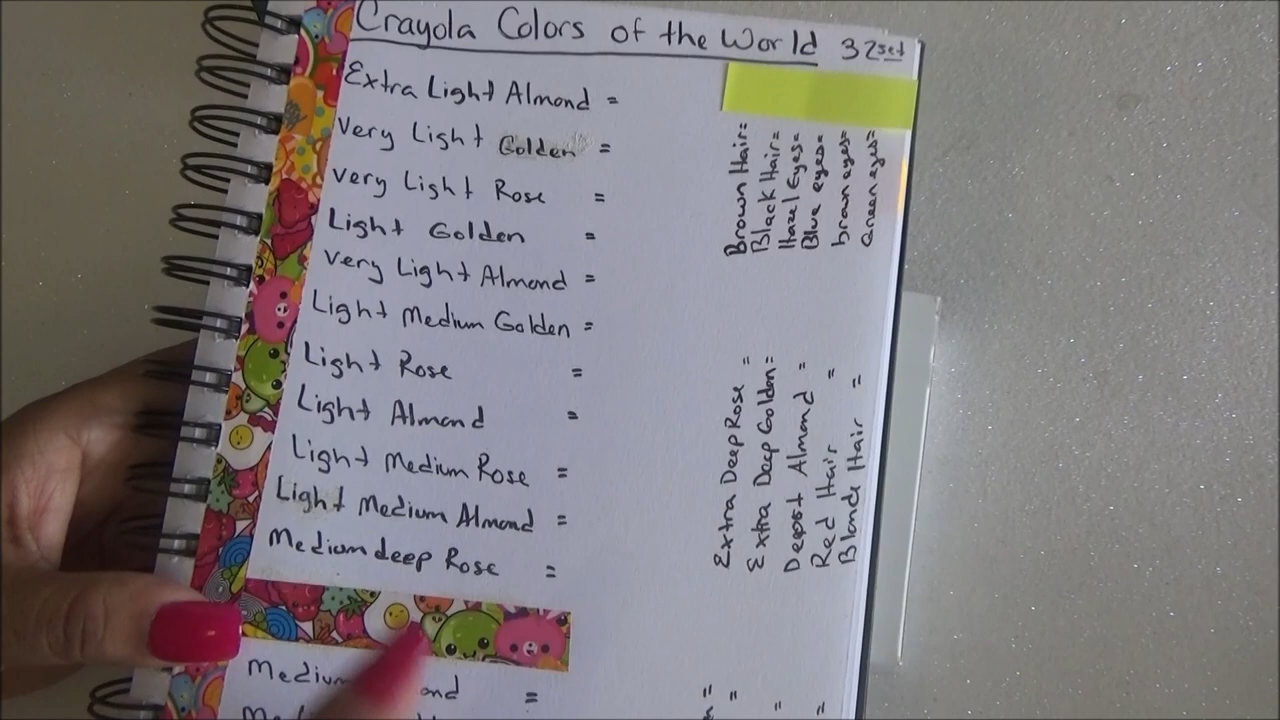 Crayola Colors of the World 32set
Extra Light Almond =
Very Light Golden =
Very Light Rose =
Light Golden =
Very Light Almond =
Light Medium Golden =
Light Rose =
Light Almond =
Light Medium Rose =
Light Medium Almond =
Medium deep Rose =
=
=
Brown Hair=
Black Hair=
Hazel Eyes=
Blue eyes=
brown eyes=
Green eyes=
Extra Deep Rose =
Extra Deep Golden=
Deepest Almond =
Red Hair =
Blonde Hair =